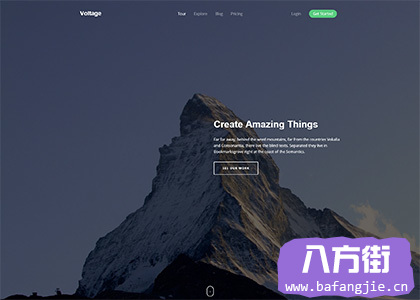 Voltage
Tour Explore Blog Pricing
Login Get Started
Create Amazing Things
Far far away, behind the word mountains, far from the countries Vokalia
and Consonantia, there live the blind texts. Separated they live in
Bookmarksgrove right at the coast of the Semantics.
SEE OUR WORK
八方街
www.bafangjie.cn